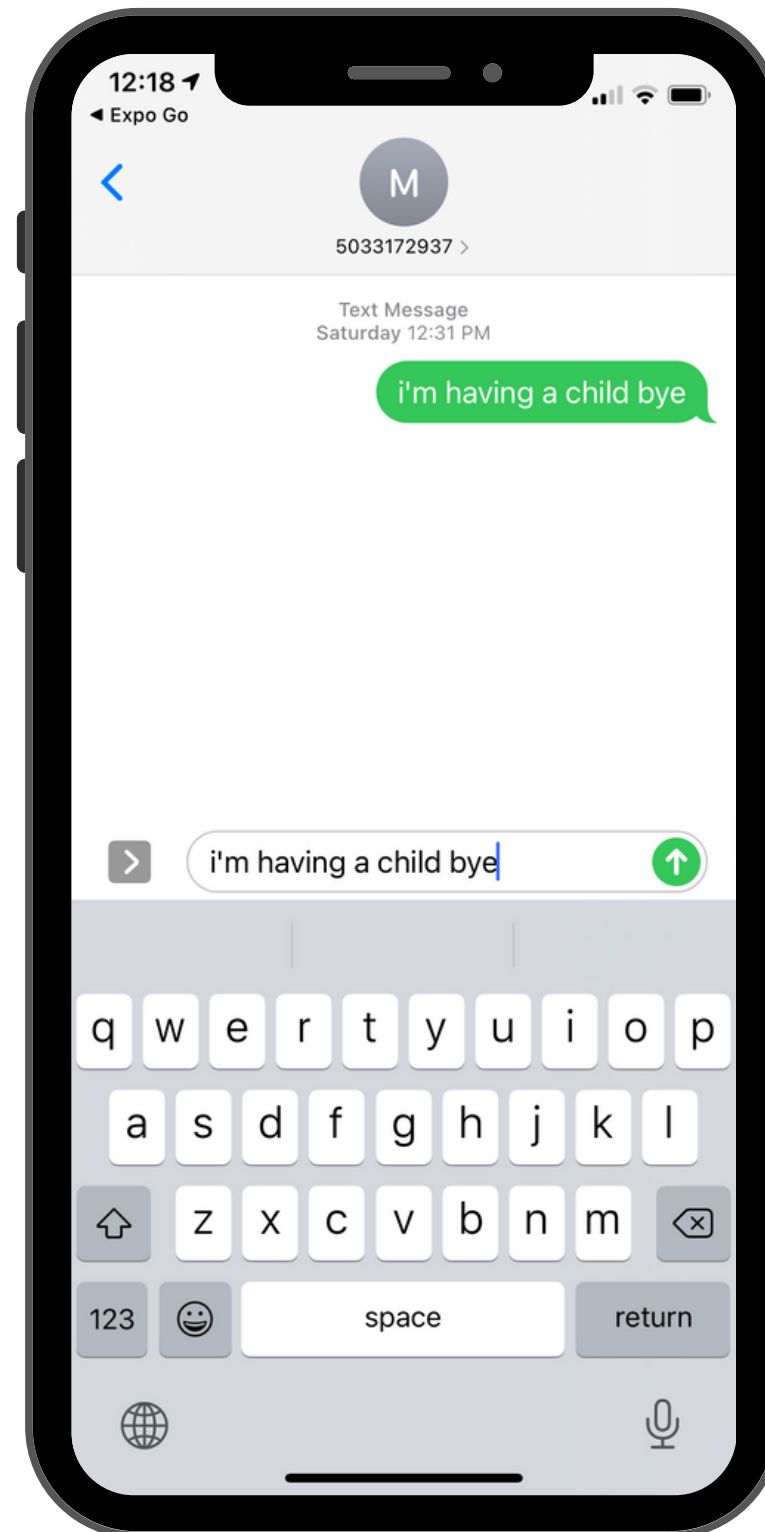 12:18
◀ Expo Go
M
5033172937 >
Text Message
Saturday 12:31 PM
i'm having a child bye
i'm having a child bye
q w e r t y u i o p
a s d f g h j k l
z x c v b n m
123 space return